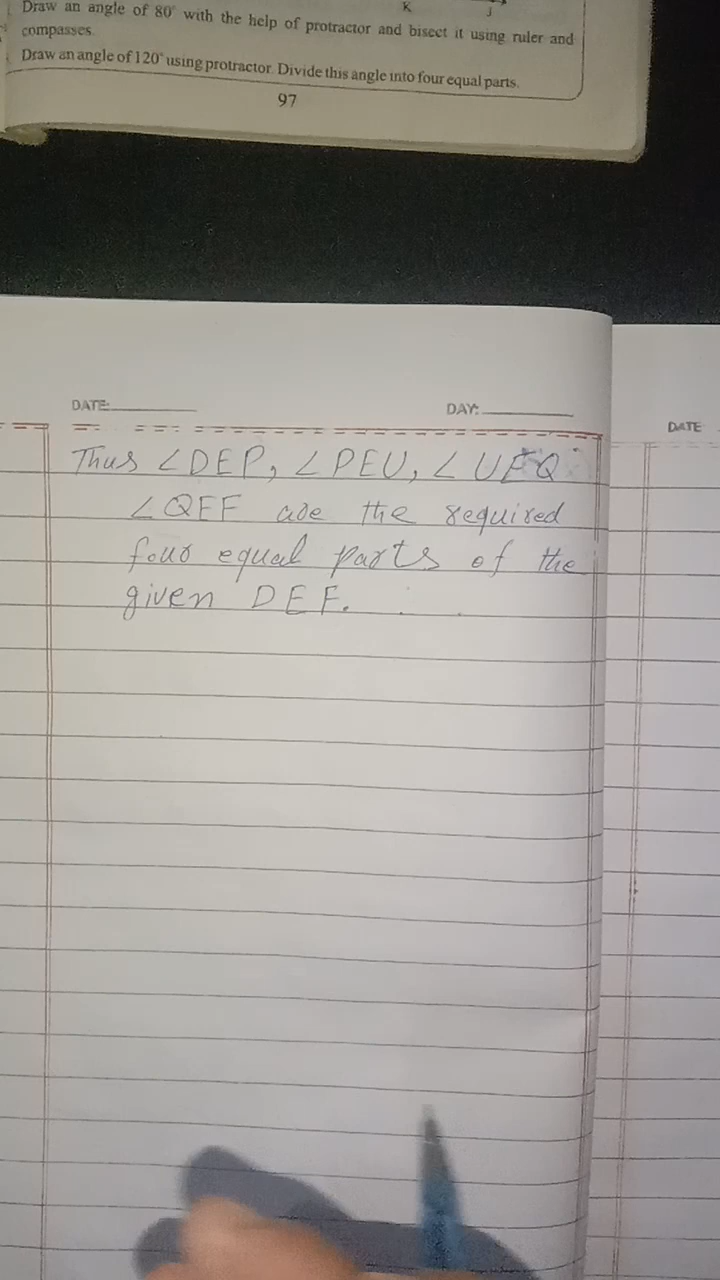 K J
Draw an angle of 80° with the help of protractor and bisect it using ruler and
compasses.
Draw an angle of 120° using protractor. Divide this angle into four equal parts.
97
DATE: DAY:
DATE
Thus ∠DEP, ∠PEU, ∠UEQ
∠QEF are the required
four equal parts of the
given DEF.